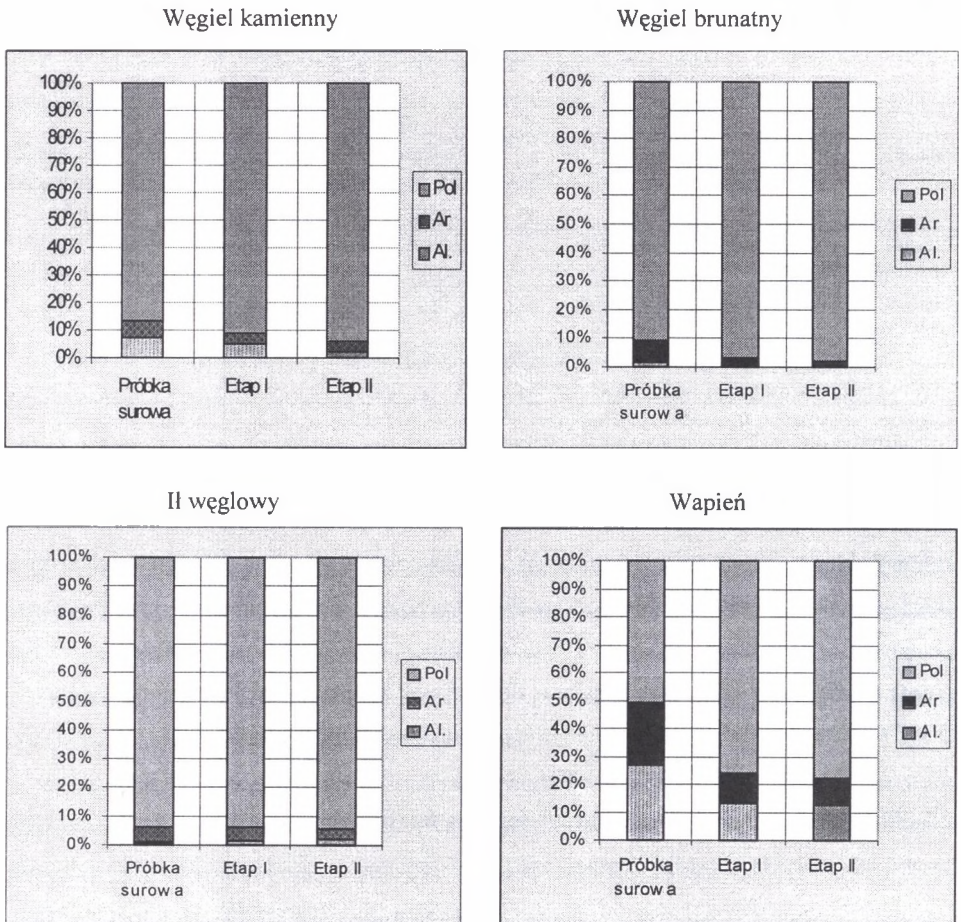 Węgiel kamienny
100%
90%
80%
70%
60%
50%
40%
30%
20%
10%
0%
Próbka
surowa
Etap I
Etap II
Pol
Ar
Al.
Węgiel brunatny
100%
90%
80%
70%
60%
50%
40%
30%
20%
10%
0%
Próbka
surowa
Etap I
Etap II
Pol
Ar
Al.
Ił węglowy
100%
90%
80%
70%
60%
50%
40%
30%
20%
10%
0%
Próbka
surowa
Etap I
Etap II
Pol
Ar
Al.
Wapień
100%
90%
80%
70%
60%
50%
40%
30%
20%
10%
0%
Próbka
surowa
Etap I
Etap II
Pol
Ar
Al.